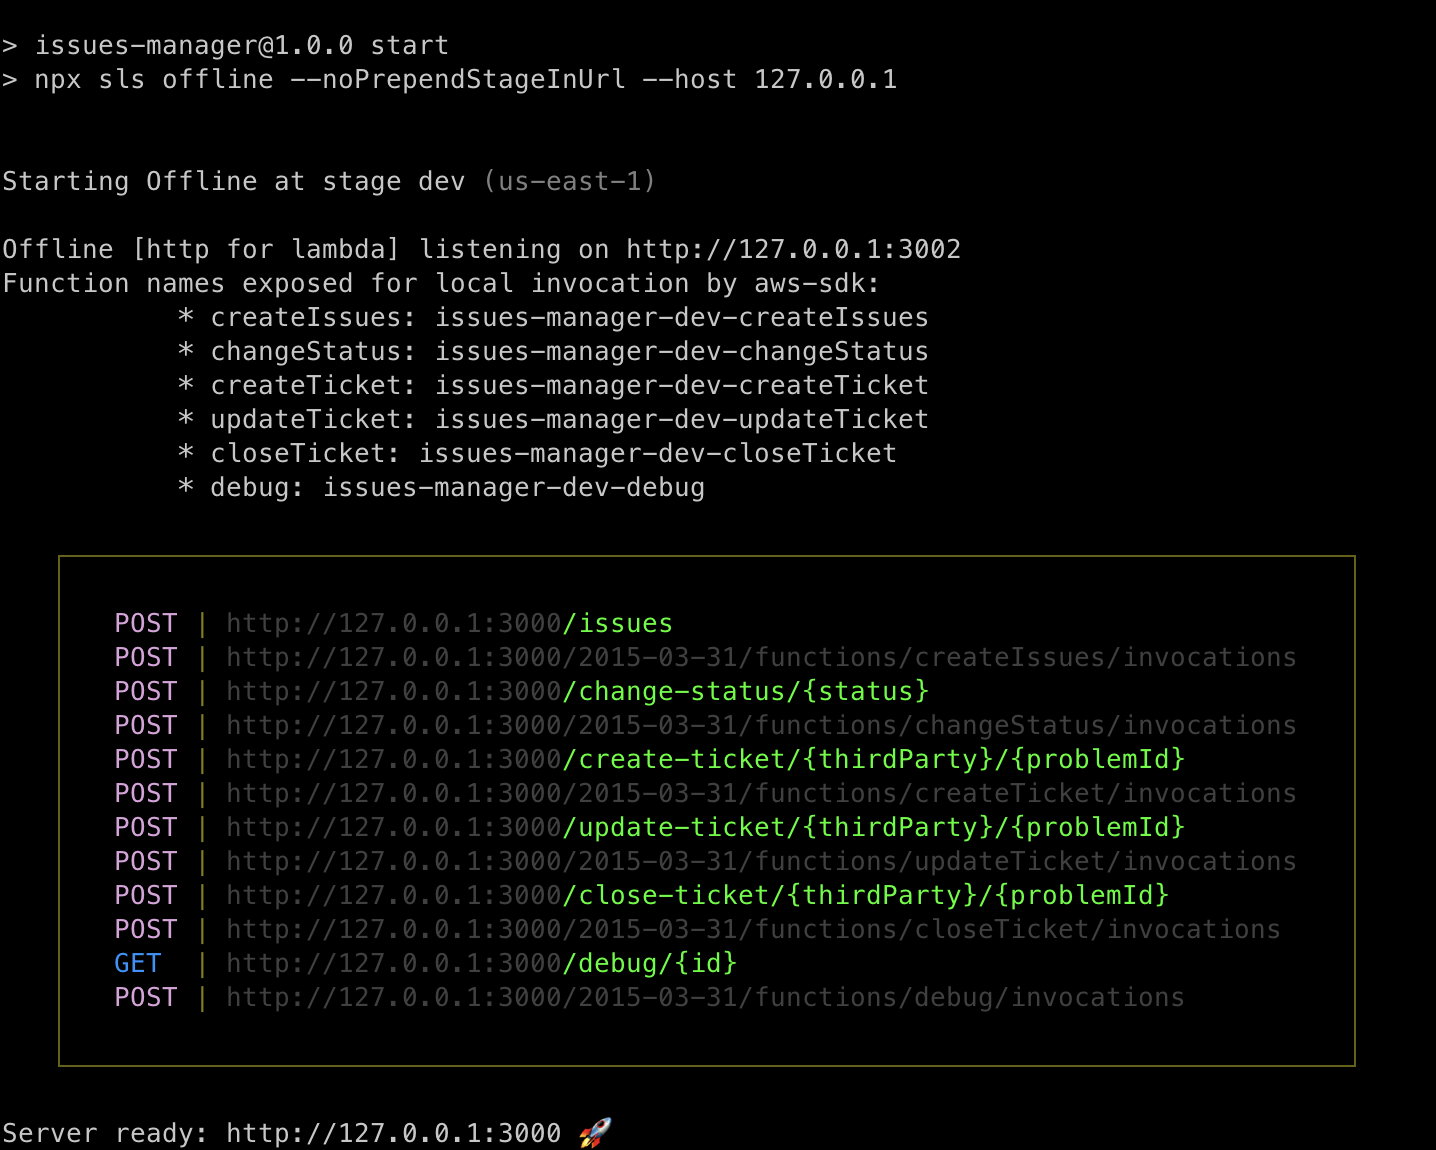 > issues-manager@1.0.0 start
> npx sls offline --noPrependStageInUrl --host 127.0.0.1
Starting Offline at stage dev (us-east-1)
Offline [http for lambda] listening on http://127.0.0.1:3002
Function names exposed for local invocation by aws-sdk:
* createIssues: issues-manager-dev-createIssues
* changeStatus: issues-manager-dev-changeStatus
* createTicket: issues-manager-dev-createTicket
* updateTicket: issues-manager-dev-updateTicket
* closeTicket: issues-manager-dev-closeTicket
* debug: issues-manager-dev-debug
POST | http://127.0.0.1:3000/issues
POST | http://127.0.0.1:3000/2015-03-31/functions/createIssues/invocations
POST | http://127.0.0.1:3000/change-status/{status}
POST | http://127.0.0.1:3000/2015-03-31/functions/changeStatus/invocations
POST | http://127.0.0.1:3000/create-ticket/{thirdParty}/{problemId}
POST | http://127.0.0.1:3000/2015-03-31/functions/createTicket/invocations
POST | http://127.0.0.1:3000/update-ticket/{thirdParty}/{problemId}
POST | http://127.0.0.1:3000/2015-03-31/functions/updateTicket/invocations
POST | http://127.0.0.1:3000/close-ticket/{thirdParty}/{problemId}
POST | http://127.0.0.1:3000/2015-03-31/functions/closeTicket/invocations
GET | http://127.0.0.1:3000/debug/{id}
POST | http://127.0.0.1:3000/2015-03-31/functions/debug/invocations
Server ready: http://127.0.0.1:3000 🚀